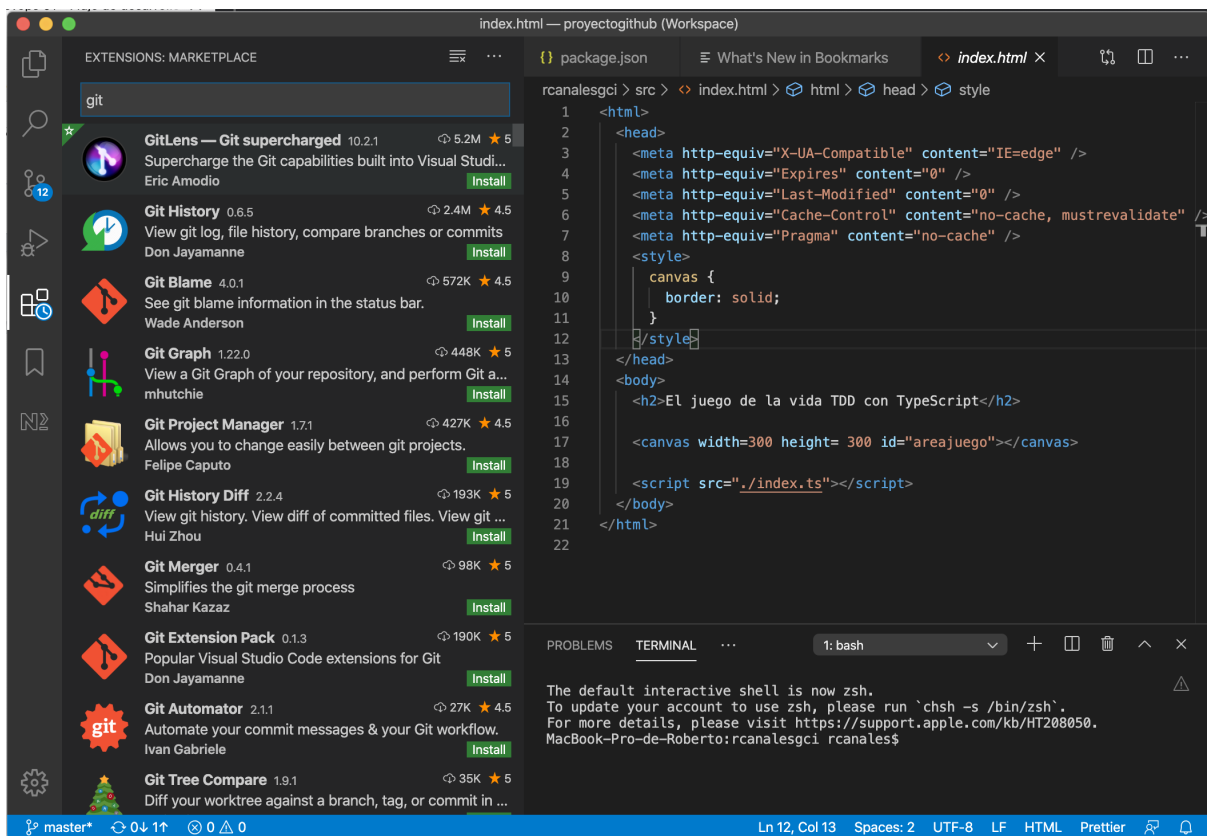 index.html — proyectogithub (Workspace)
EXTENSIONS: MARKETPLACE
git
GitLens — Git supercharged 10.2.1 5.2M ★ 5
Supercharge the Git capabilities built into Visual Studi...
Eric Amodio Install
Git History 0.6.5 2.4M ★ 4.5
View git log, file history, compare branches or commits
Don Jayamanne Install
Git Blame 4.0.1 572K ★ 4.5
See git blame information in the status bar.
Wade Anderson Install
Git Graph 1.22.0 448K ★ 5
View a Git Graph of your repository, and perform Git a...
mhutchie Install
Git Project Manager 1.7.1 427K ★ 4.5
Allows you to change easily between git projects.
Felipe Caputo Install
diff
Git History Diff 2.2.4 193K ★ 5
View git history. View diff of committed files. View git ...
Hui Zhou Install
Git Merger 0.4.1 98K ★ 5
Simplifies the git merge process
Shahar Kazaz Install
Git Extension Pack 0.1.3 190K ★ 5
Popular Visual Studio Code extensions for Git
Don Jayamanne Install
git
Git Automator 2.1.1 27K ★ 4.5
Automate your commit messages & your Git workflow.
Ivan Gabriele Install
Git Tree Compare 1.9.1 35K ★ 5
Diff your worktree against a branch, tag, or commit in ...
12
{} package.json What's New in Bookmarks <> index.html ×
rcanalesgci > src > <> index.html > html > head > style
1 <html>
2 <head>
3 <meta http-equiv="X-UA-Compatible" content="IE=edge" />
4 <meta http-equiv="Expires" content="0" />
5 <meta http-equiv="Last-Modified" content="0" />
6 <meta http-equiv="Cache-Control" content="no-cache, mustrevalidate" />
7 <meta http-equiv="Pragma" content="no-cache" />
8 <style>
9 canvas {
10 border: solid;
11 }
12 </style>
13 </head>
14 <body>
15 <h2>El juego de la vida TDD con TypeScript</h2>
16
17 <canvas width=300 height= 300 id="areajuego"></canvas>
18
19 <script src="./index.ts"></script>
20 </body>
21 </html>
22
PROBLEMS TERMINAL ... 1: bash
The default interactive shell is now zsh.
To update your account to use zsh, please run `chsh -s /bin/zsh`.
For more details, please visit https://support.apple.com/kb/HT208050.
MacBook-Pro-de-Roberto:rcanalesgci rcanales$
master* 0↓ 1↑ 0 0 Ln 12, Col 13 Spaces: 2 UTF-8 LF HTML Prettier